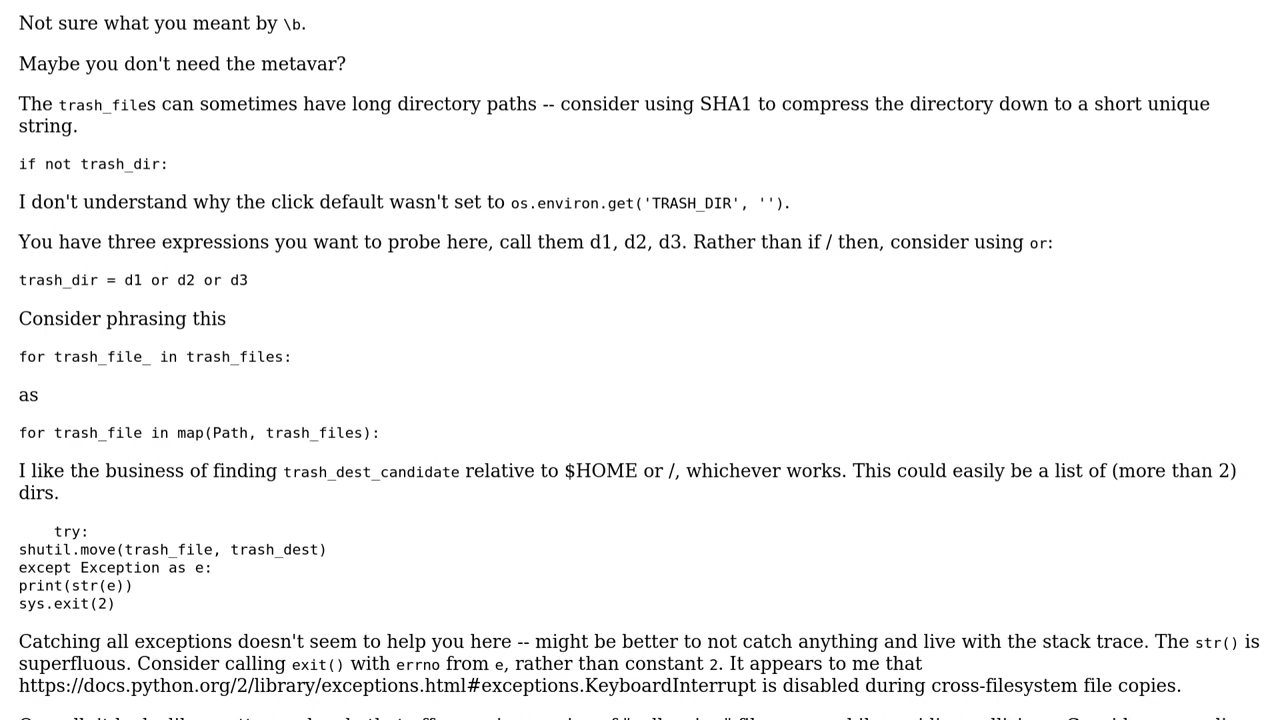 Not sure what you meant by \b.
Maybe you don't need the metavar?
The trash_files can sometimes have long directory paths -- consider using SHA1 to compress the directory down to a short unique
string.
if not trash_dir:
I don't understand why the click default wasn't set to os.environ.get('TRASH_DIR', '').
You have three expressions you want to probe here, call them d1, d2, d3. Rather than if / then, consider using or:
trash_dir = d1 or d2 or d3
Consider phrasing this
for trash_file_ in trash_files:
as
for trash_file in map(Path, trash_files):
I like the business of finding trash_dest_candidate relative to $HOME or /, whichever works. This could easily be a list of (more than 2)
dirs.
    try:
shutil.move(trash_file, trash_dest)
except Exception as e:
print(str(e))
sys.exit(2)
Catching all exceptions doesn't seem to help you here -- might be better to not catch anything and live with the stack trace. The str() is
superfluous. Consider calling exit() with errno from e, rather than constant 2. It appears to me that
https://docs.python.org/2/library/exceptions.html#exceptions.KeyboardInterrupt is disabled during cross-filesystem file copies.